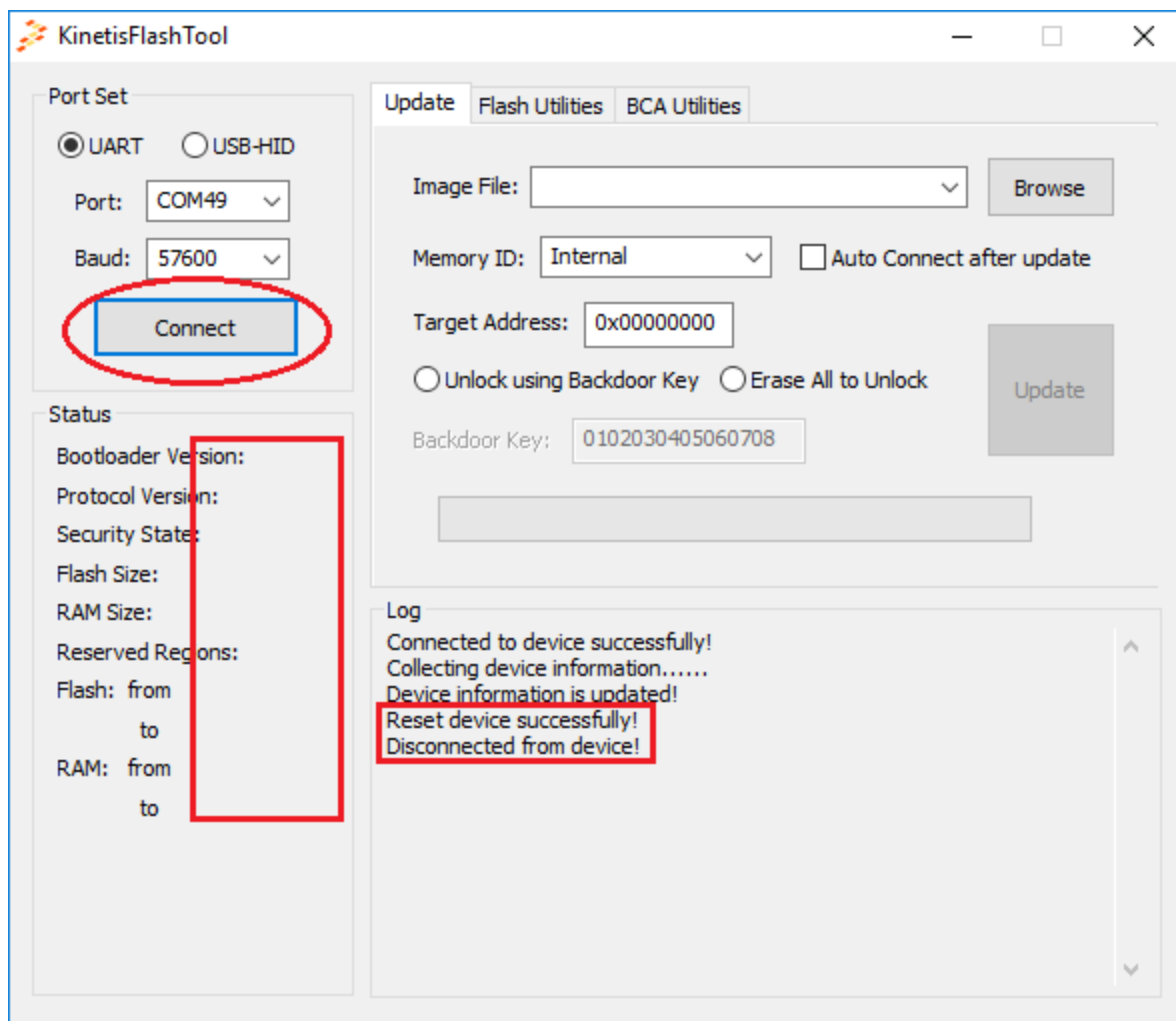 KinetisFlashTool
Port Set
UART USB-HID
Port: COM49
Baud: 57600
Connect
Status
Bootloader Version:
Protocol Version:
Security State:
Flash Size:
RAM Size:
Reserved Regions:
Flash: from
to
RAM: from
to
Update Flash Utilities BCA Utilities
Image File: Browse
Memory ID: Internal Auto Connect after update
Target Address: 0x00000000
Unlock using Backdoor Key Erase All to Unlock
Update
Backdoor Key: 0102030405060708
Log
Connected to device successfully!
Collecting device information......
Device information is updated!
Reset device successfully!
Disconnected from device!